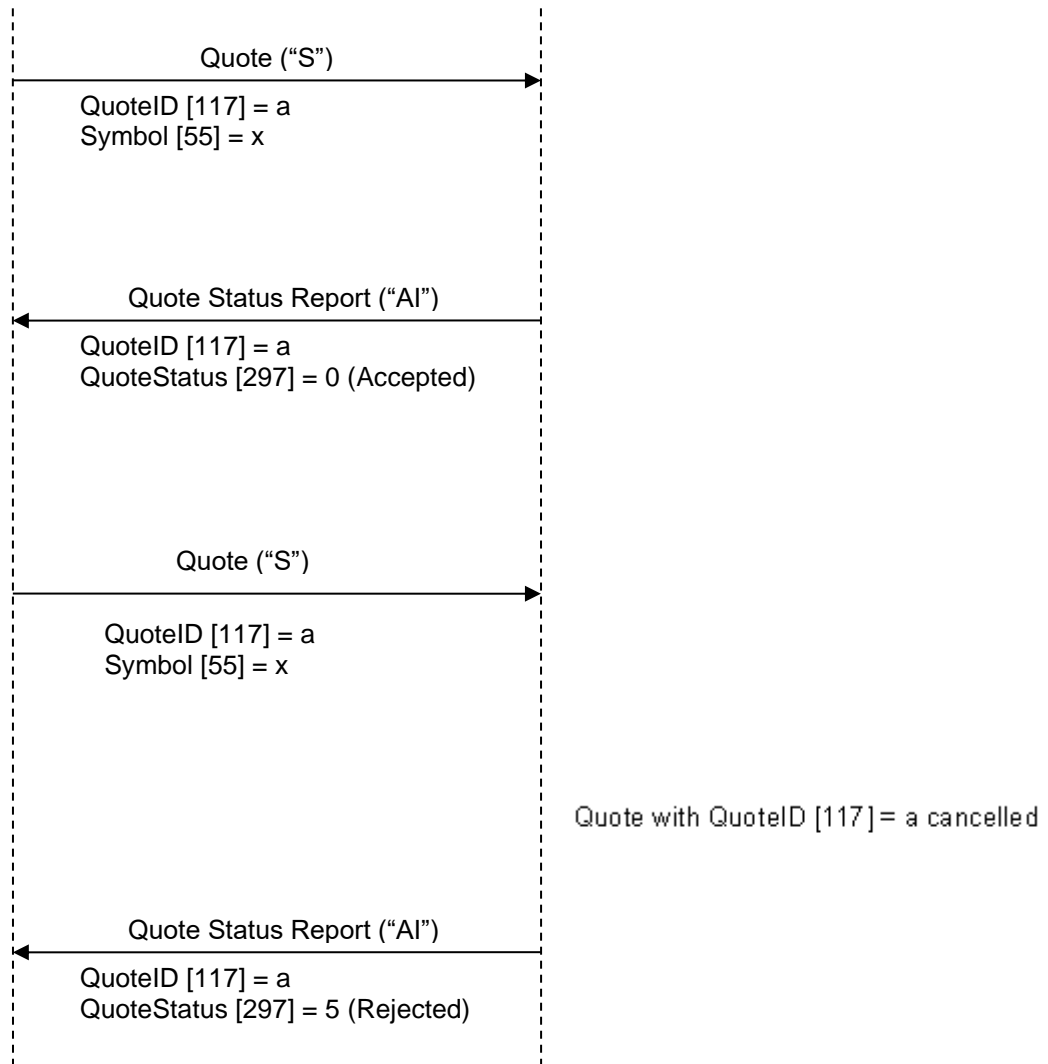 Quote (“S”)
QuoteID [117] = a
Symbol [55] = x
Quote Status Report (“AI”)
QuoteID [117] = a
QuoteStatus [297] = 0 (Accepted)
Quote (“S”)
QuoteID [117] = a
Symbol [55] = x
Quote with QuoteID [117] = a cancelled
Quote Status Report (“AI”)
QuoteID [117] = a
QuoteStatus [297] = 5 (Rejected)